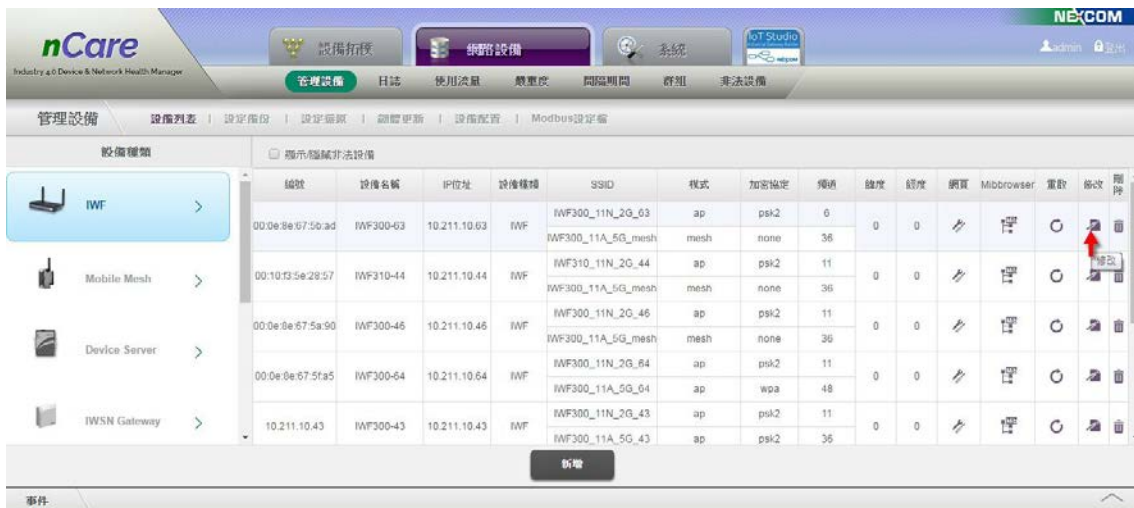 NEXCOM
nCare
Industry 4.0 Device & Network Health Manager
設備拓樸
網路設備
系統
IoT Studio
admin
登出
管理設備 日誌 使用流量 嚴重度 間隔期間 群組 非法設備
管理設備
設備列表 | 設定備份 | 設定還原 | 韌體更新 | 設備配置 | Modbus設定檔
設備種類
IWF
Mobile Mesh
Device Server
IWSN Gateway
顯示/隱藏非法設備
編號 設備名稱 IP位址 設備種類 SSID 模式 加密協定 頻道 緯度 經度 網頁 Mibbrowser 重啟 修改 刪除
00:0e:8e:67:5b:ad IWF300-63 10.211.10.63 IWF IWF300_11N_2G_63 ap psk2 6 0 0
IWF300_11A_5G_mesh mesh none 36
修改
00:10:f3:5e:28:57 IWF310-44 10.211.10.44 IWF IWF310_11N_2G_44 ap psk2 11 0 0
IWF300_11A_5G_mesh mesh none 36
00:0e:8e:67:5a:90 IWF300-46 10.211.10.46 IWF IWF300_11N_2G_46 ap psk2 11 0 0
IWF300_11A_5G_mesh mesh none 36
00:0e:8e:67:5f:a5 IWF300-64 10.211.10.64 IWF IWF300_11N_2G_64 ap psk2 11 0 0
IWF300_11A_5G_64 ap wpa 48
10.211.10.43 IWF300-43 10.211.10.43 IWF IWF300_11N_2G_43 ap psk2 11 0 0
IWF300_11A_5G_43 ap psk2 36
新增
事件